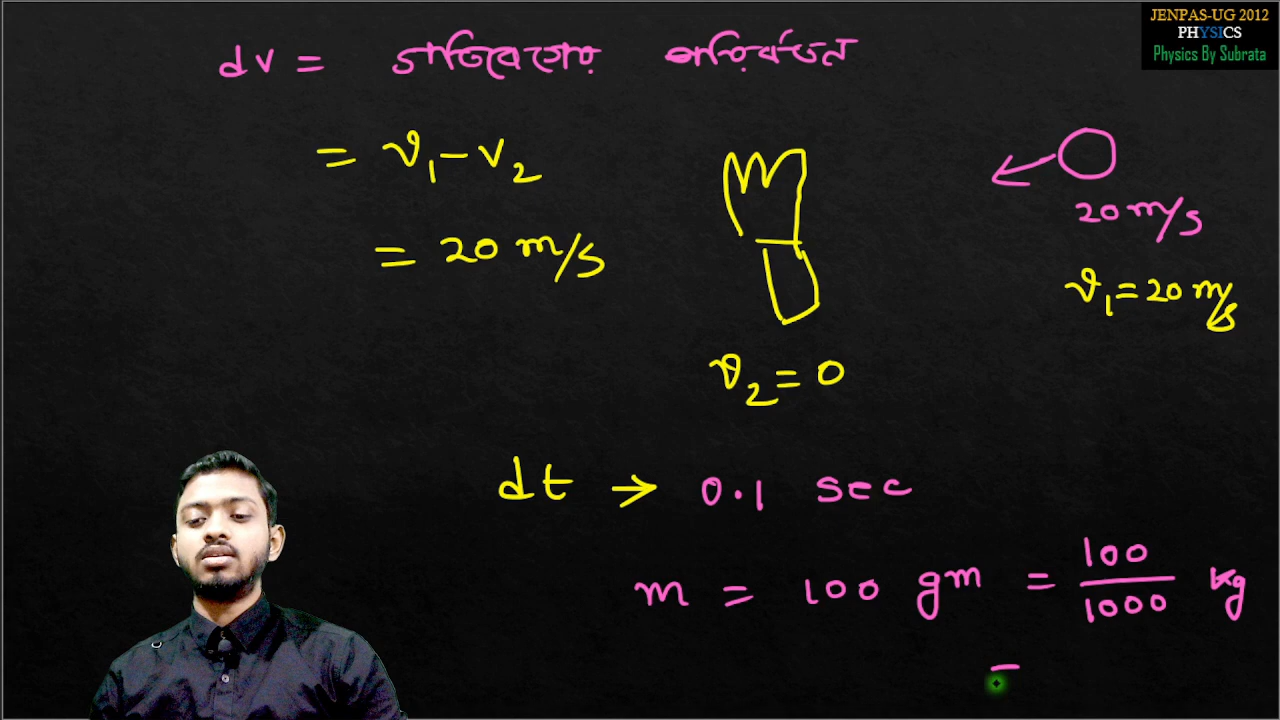 JENPAS-UG 2012
PHYSICS
Physics By Subrata
dv = গতিবেগের পরিবর্তন
= v₁ - v₂
= 20 m/s
20 m/s
v₁ = 20 m/s
v₂ = 0
dt → 0.1 sec
m = 100 gm = 100/1000 kg
=